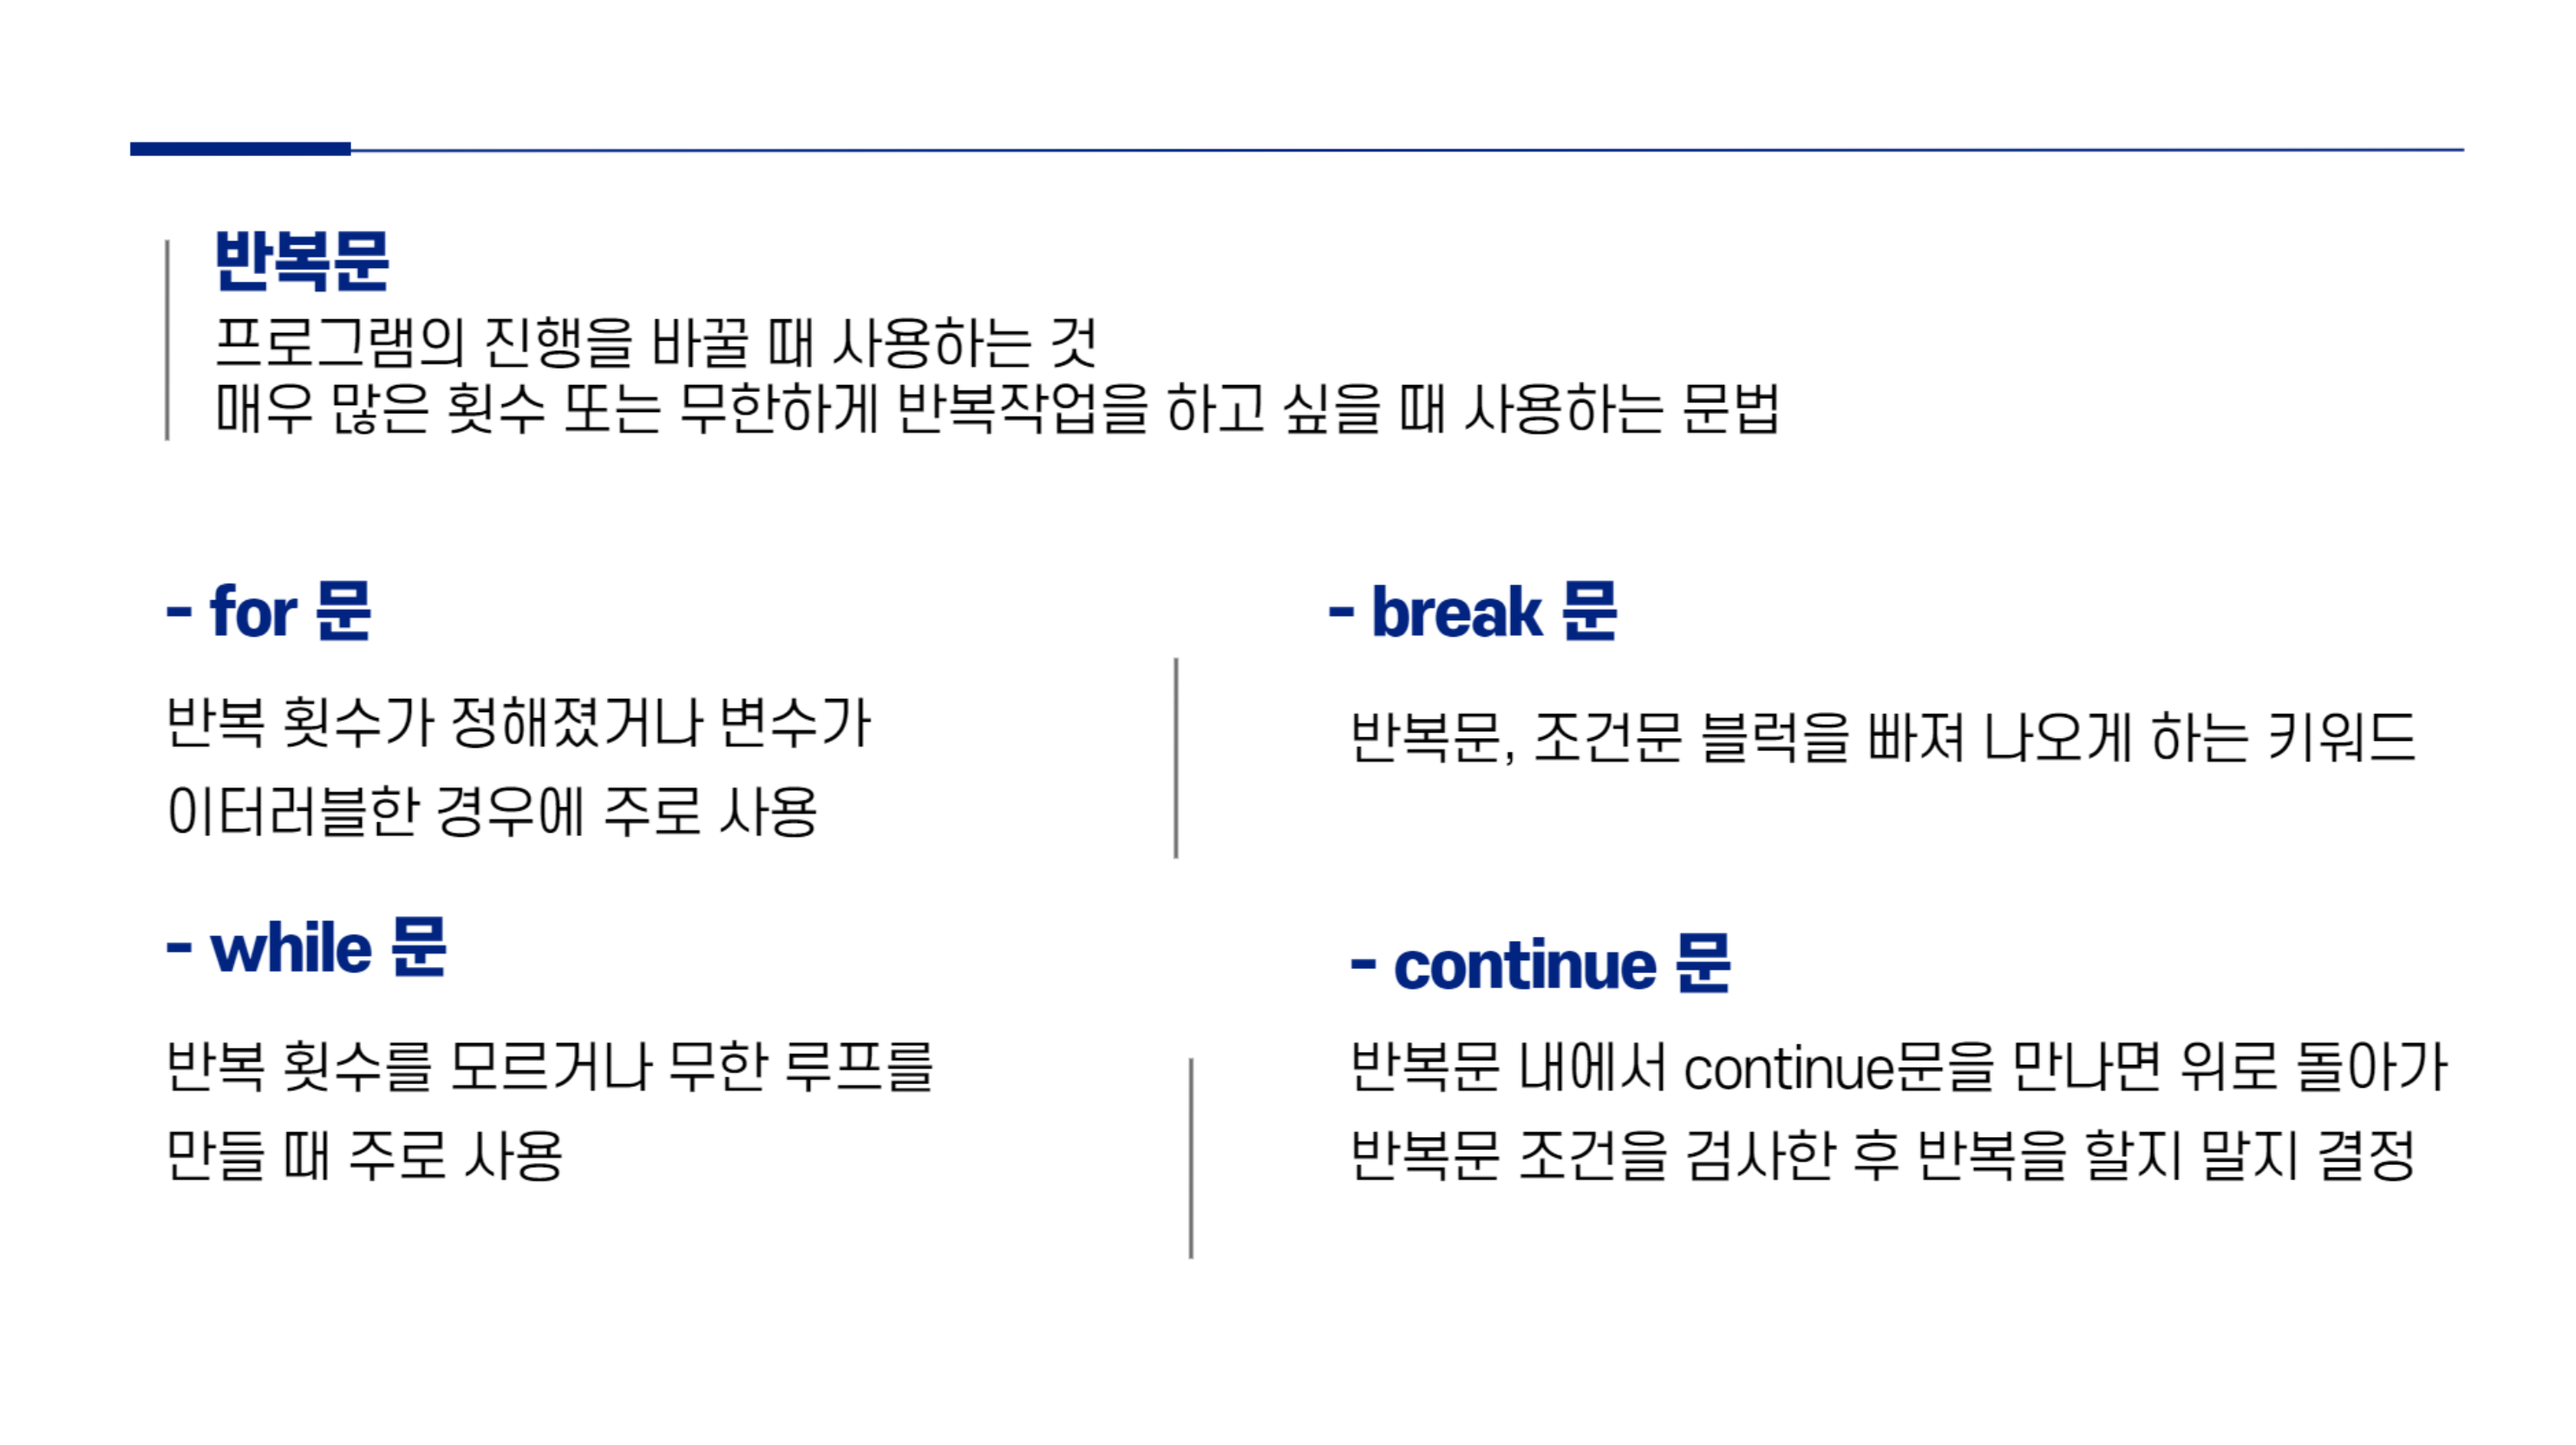 반복문
프로그램의 진행을 바꿀 때 사용하는 것
매우 많은 횟수 또는 무한하게 반복작업을 하고 싶을 때 사용하는 문법
- for 문
반복 횟수가 정해졌거나 변수가
이터러블한 경우에 주로 사용
- while 문
반복 횟수를 모르거나 무한 루프를
만들 때 주로 사용
- break 문
반복문, 조건문 블럭을 빠져 나오게 하는 키워드
- continue 문
반복문 내에서 continue문을 만나면 위로 돌아가
반복문 조건을 검사한 후 반복을 할지 말지 결정